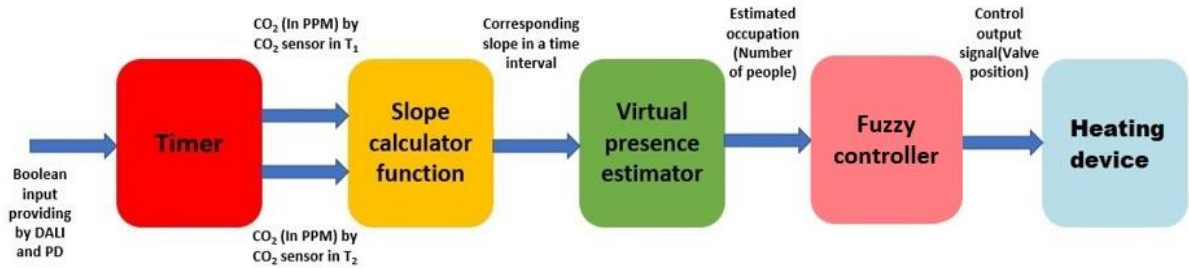 Boolean
input
providing
by DALI
and PD
Timer
CO₂ (In PPM) by
CO₂ sensor in T₁
CO₂ (In PPM) by
CO₂ sensor in T₂
Slope
calculator
function
Corresponding
slope in a time
interval
Virtual
presence
estimator
Estimated
occupation
(Number
of people)
Fuzzy
controller
Control
output
signal(Valve
position)
Heating
device